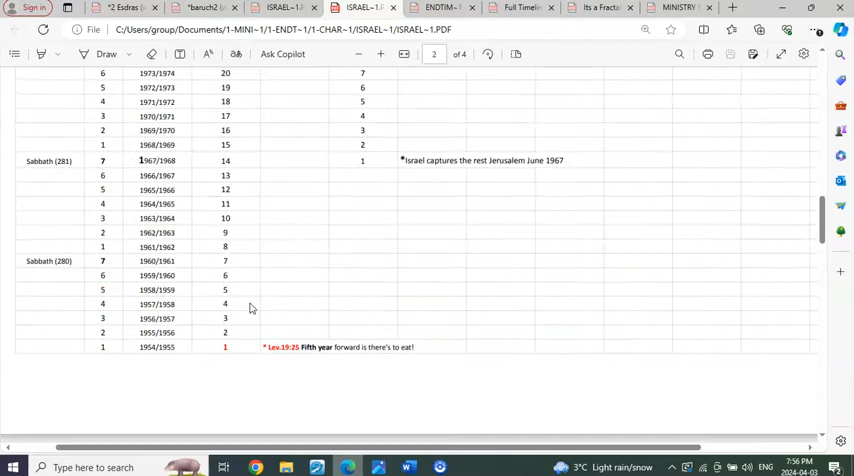 Sign in
*2 Esdras (
*baruch2 (w
ISRAEL~1.P
ISRAEL~1.P
ENDTIM~1
Full Timelin
Its a Fractal
MINISTRY P
File
C:/Users/group/Documents/1-MINI~1/1-ENDT~1/1-CHAR~1/ISRAEL~1/ISRAEL~1.PDF
Draw
Ask Copilot
2 of 4
6 1973/1974 20 7
5 1972/1973 19 6
4 1971/1972 18 5
3 1970/1971 17 4
2 1969/1970 16 3
1 1968/1969 15 2
Sabbath (281) 7 1967/1968 14 1 *Israel captures the rest Jerusalem June 1967
6 1966/1967 13
5 1965/1966 12
4 1964/1965 11
3 1963/1964 10
2 1962/1963 9
1 1961/1962 8
Sabbath (280) 7 1960/1961 7
6 1959/1960 6
5 1958/1959 5
4 1957/1958 4
3 1956/1957 3
2 1955/1956 2
1 1954/1955 1 * Lev.19:25 Fifth year forward is there's to eat!
Type here to search
3°C Light rain/snow
ENG
7:56 PM
2024-04-03